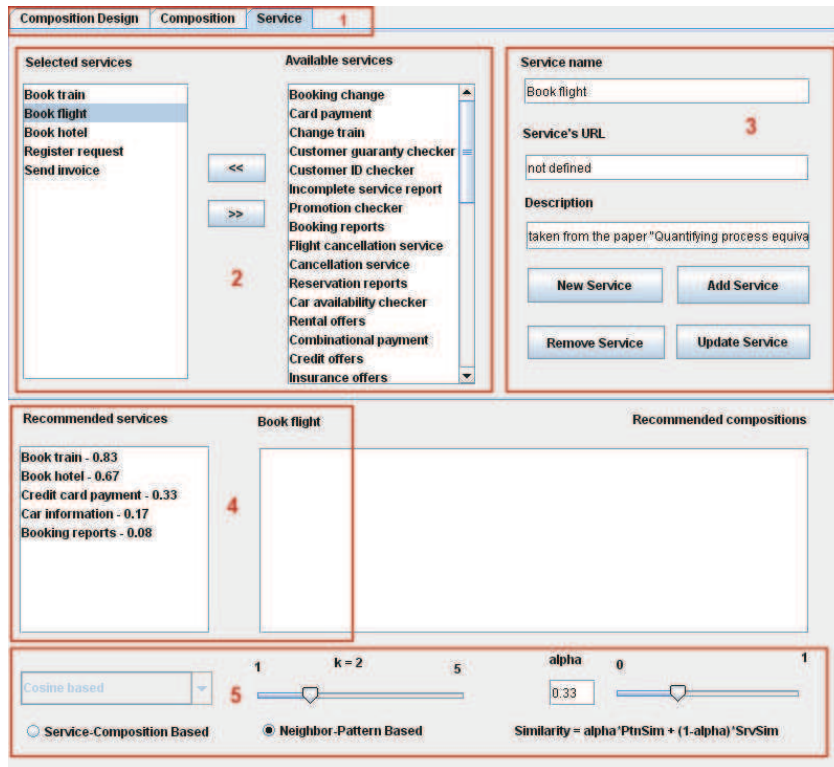 Composition Design Composition Service 1
Selected services
Book train
Book flight
Book hotel
Register request
Send invoice
<<
>>
2
Available services
Booking change
Card payment
Change train
Customer guaranty checker
Customer ID checker
Incomplete service report
Promotion checker
Booking reports
Flight cancellation service
Cancellation service
Reservation reports
Car availability checker
Rental offers
Combinational payment
Credit offers
Insurance offers
Service name
Book flight
3
Service's URL
not defined
Description
taken from the paper "Quantifying process equiva
New Service Add Service
Remove Service Update Service
Recommended services
Book train - 0.83
Book hotel - 0.67
Credit card payment - 0.33
Car information - 0.17
Booking reports - 0.08
4
Book flight
Recommended compositions
Cosine based
5
1 k = 2 5
alpha 0 1
0.33
Service-Composition Based Neighbor-Pattern Based Similarity = alpha*PtnSim + (1-alpha)*SrvSim